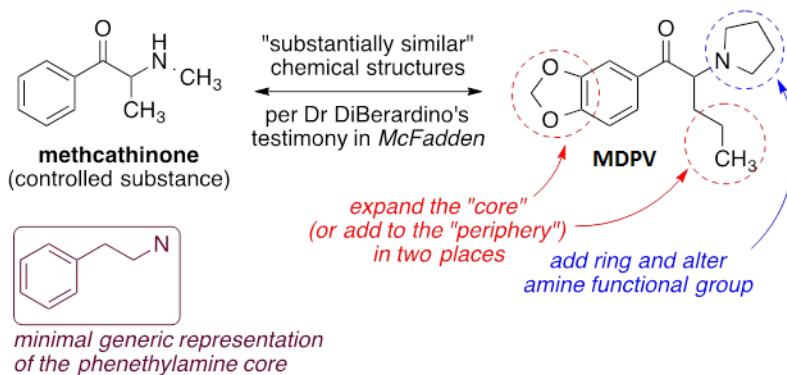 O
H
N
CH3
CH3
methcathinone
(controlled substance)
"substantially similar"
chemical structures
per Dr DiBerardino's
testimony in McFadden
O
N
O
O
CH3
MDPV
expand the "core"
(or add to the "periphery")
in two places
add ring and alter
amine functional group
N
minimal generic representation
of the phenethylamine core